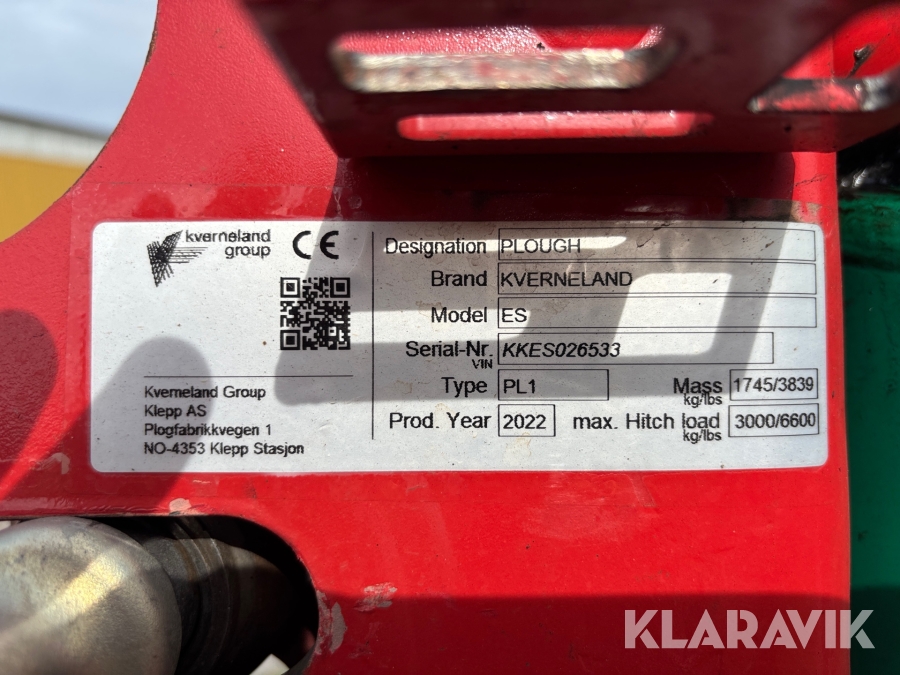 kverneland
group
CE
Kverneland Group
Klepp AS
Plogfabrikkvegen 1
NO-4353 Klepp Stasjon
Designation PLOUGH
Brand KVERNELAND
Model ES
Serial-Nr. KKES026533
VIN
Type PL1 Mass 1745/3839
kg/lbs
Prod. Year 2022 max. Hitch load 3000/6600
kg/lbs
KLARAVIK